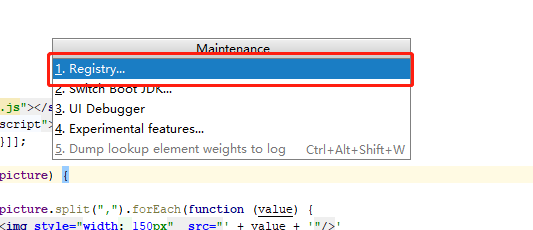 Maintenance
1. Registry...
.js"></s
2. Switch Boot JDK...
script">
3. UI Debugger
}]];
4. Experimental features...
5. Dump lookup element weights to log Ctrl+Alt+Shift+W
picture) {
picture.split(",").forEach(function (value) {
<img style="width: 150px" src="' + value + '"/>'